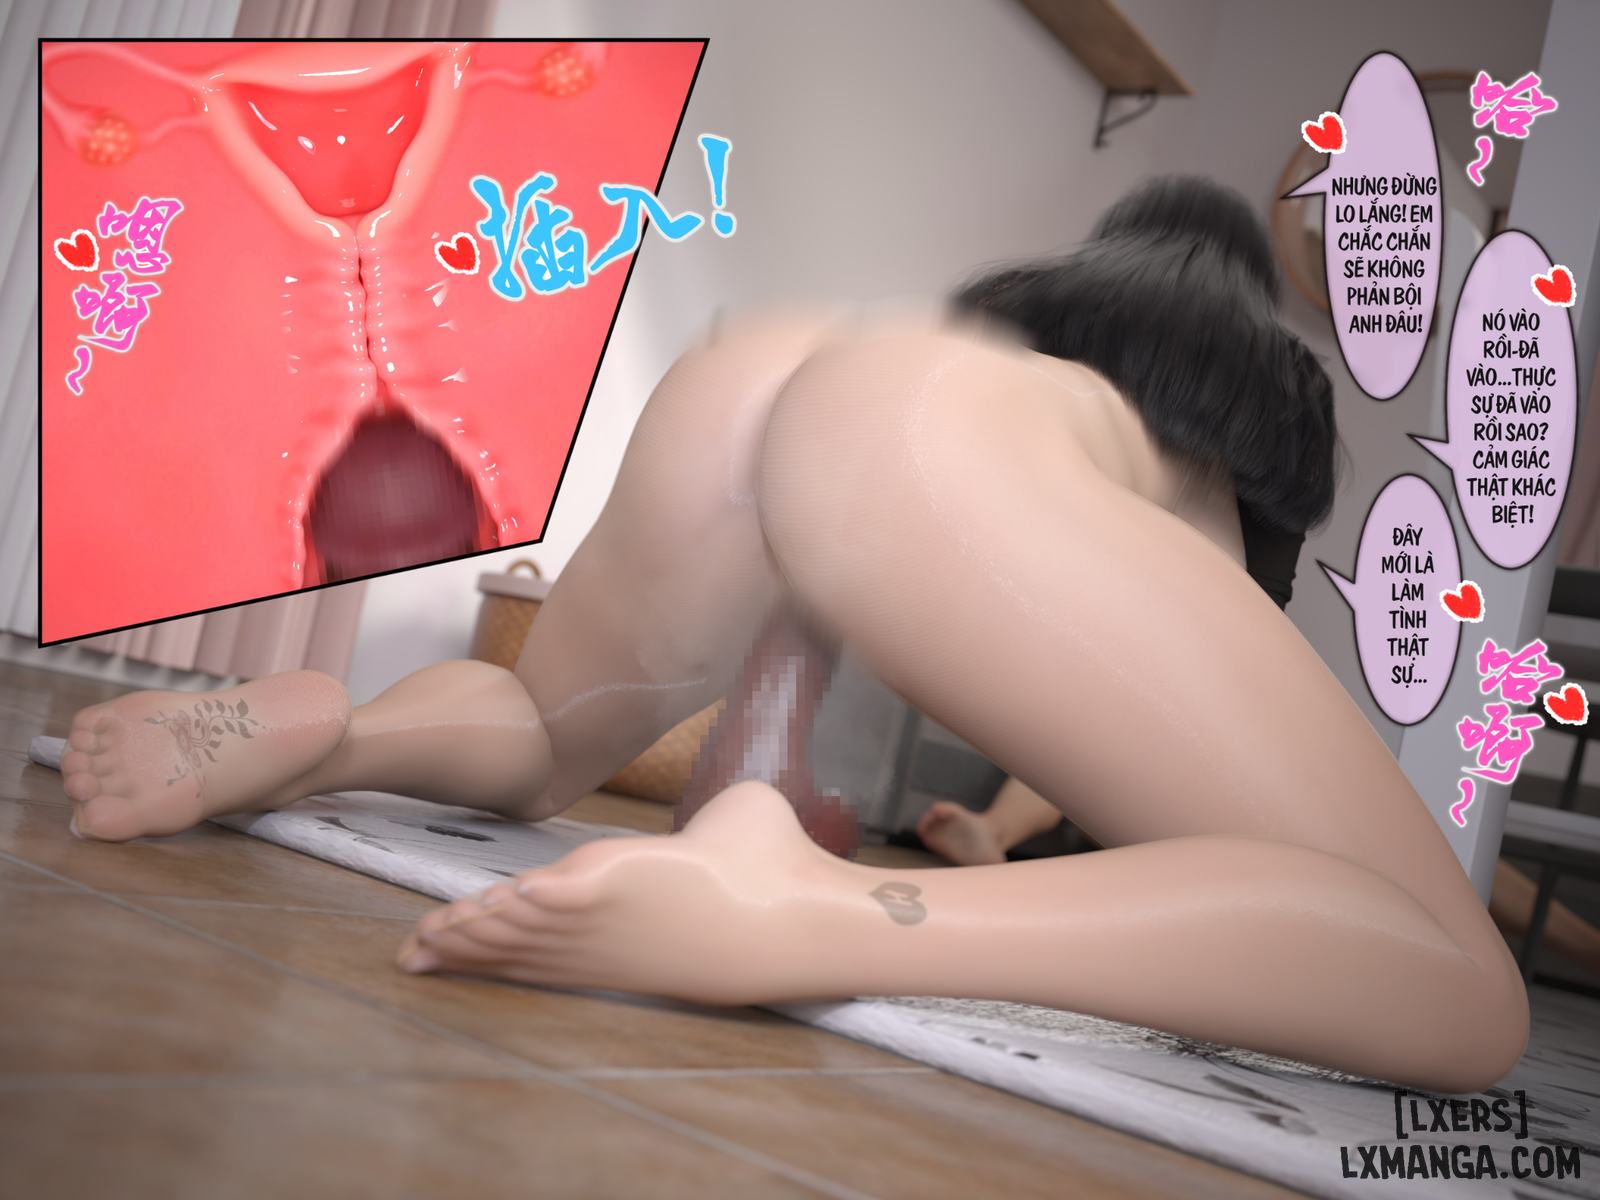 嗯
啊
~
插入!
哈
~
NHƯNG ĐỪNG
LO LẮNG! EM
CHẮC CHẮN
SẼ KHÔNG
PHẢN BỘI
ANH ĐÂU!
NÓ VÀO
RỒI-ĐÃ
VÀO...THỰC
SỰ ĐÃ VÀO
RỒI SAO?
CẢM GIÁC
THẬT KHÁC
BIỆT!
ĐÂY
MỚI LÀ
LÀM
TÌNH
THẬT
SỰ...
哈
啊
~
[LXERS]
LXMANGA.COM